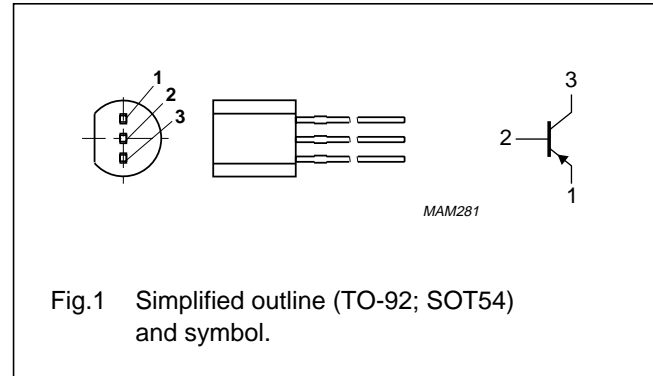 1
2
3
3
2
1
MAM281
Fig.1 Simplified outline (TO-92; SOT54)
and symbol.